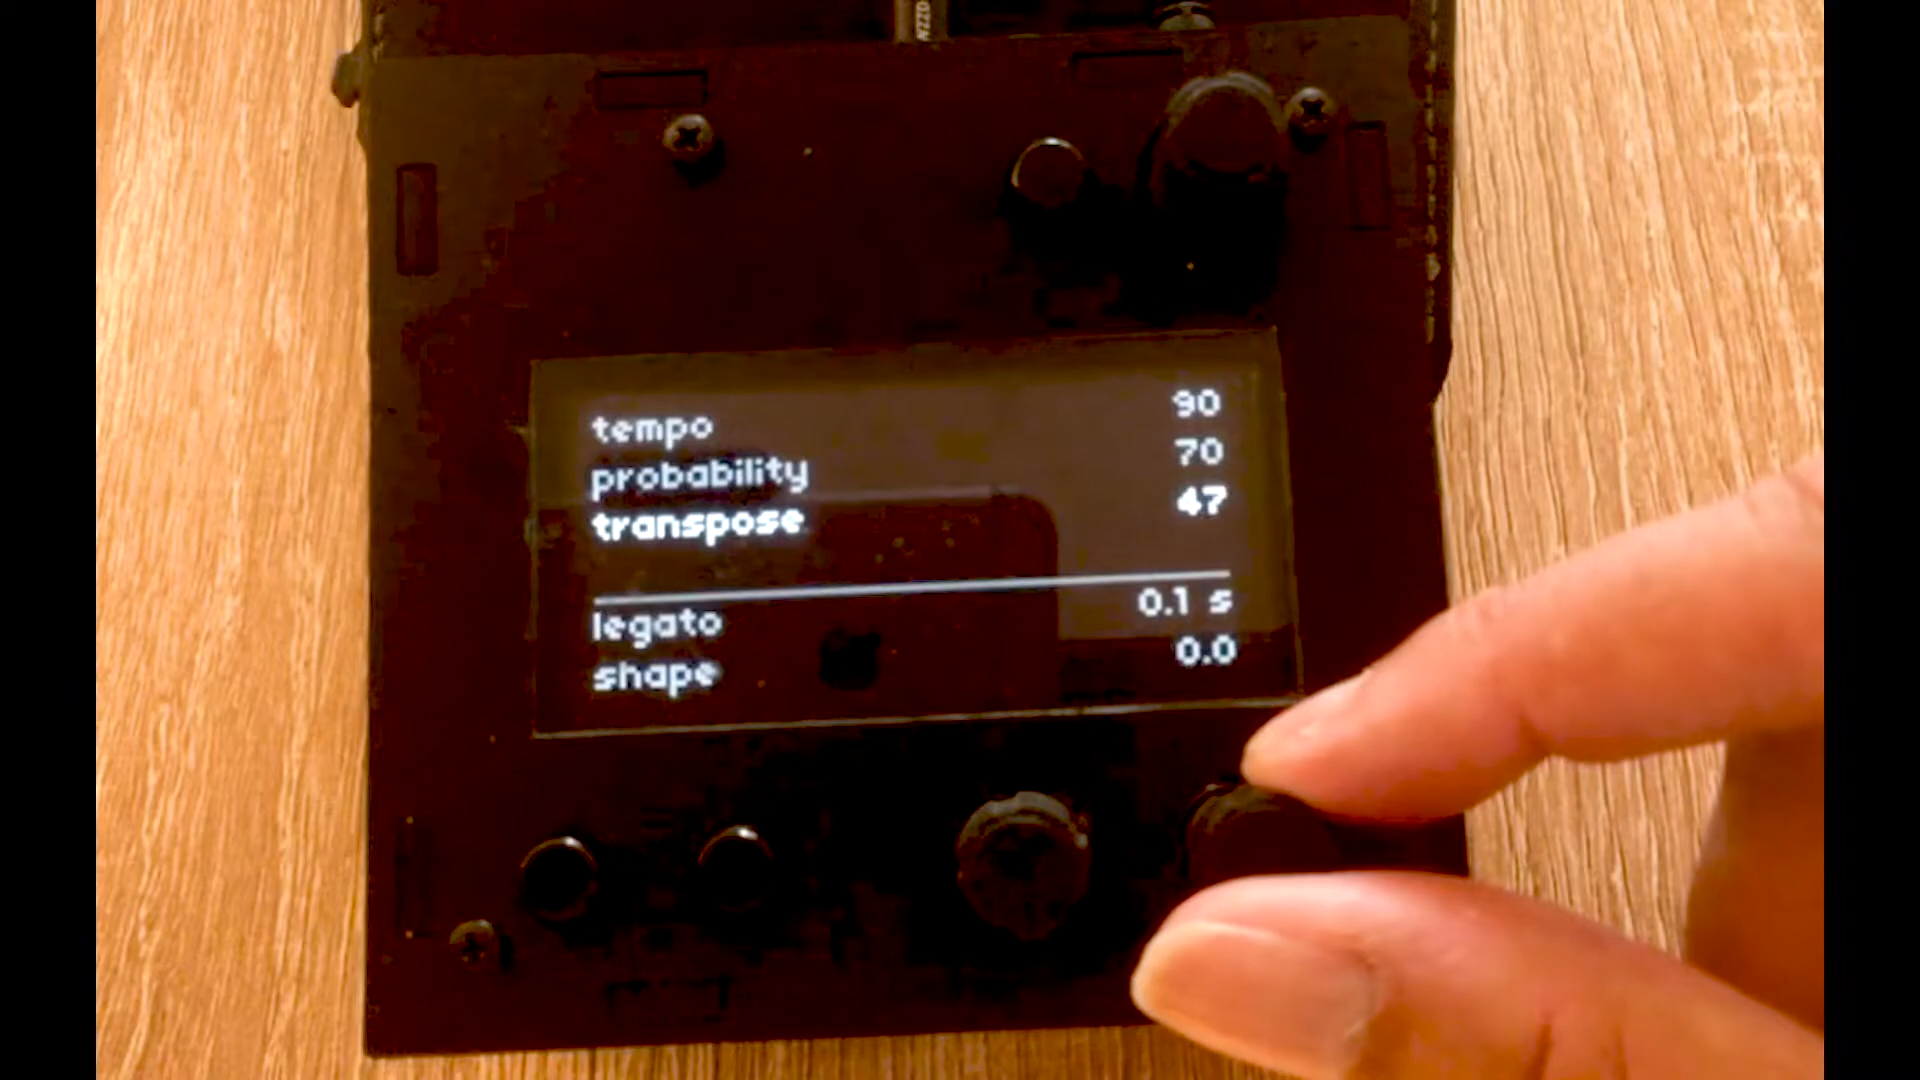 tempo 90
probability 70
transpose 47
legato 0.1 s
shape 0.0